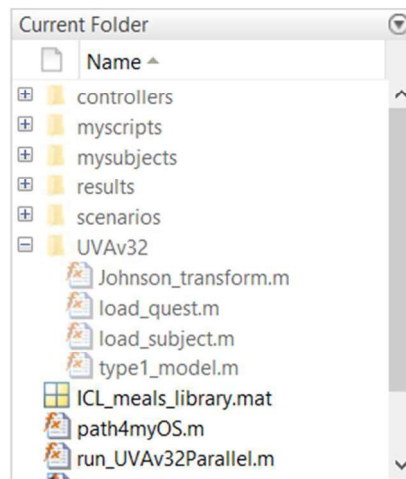 Current Folder
Name
controllers
myscripts
mysubjects
results
scenarios
UVAv32
Johnson_transform.m
load_quest.m
load_subject.m
type1_model.m
ICL_meals_library.mat
path4myOS.m
run_UVAv32Parallel.m